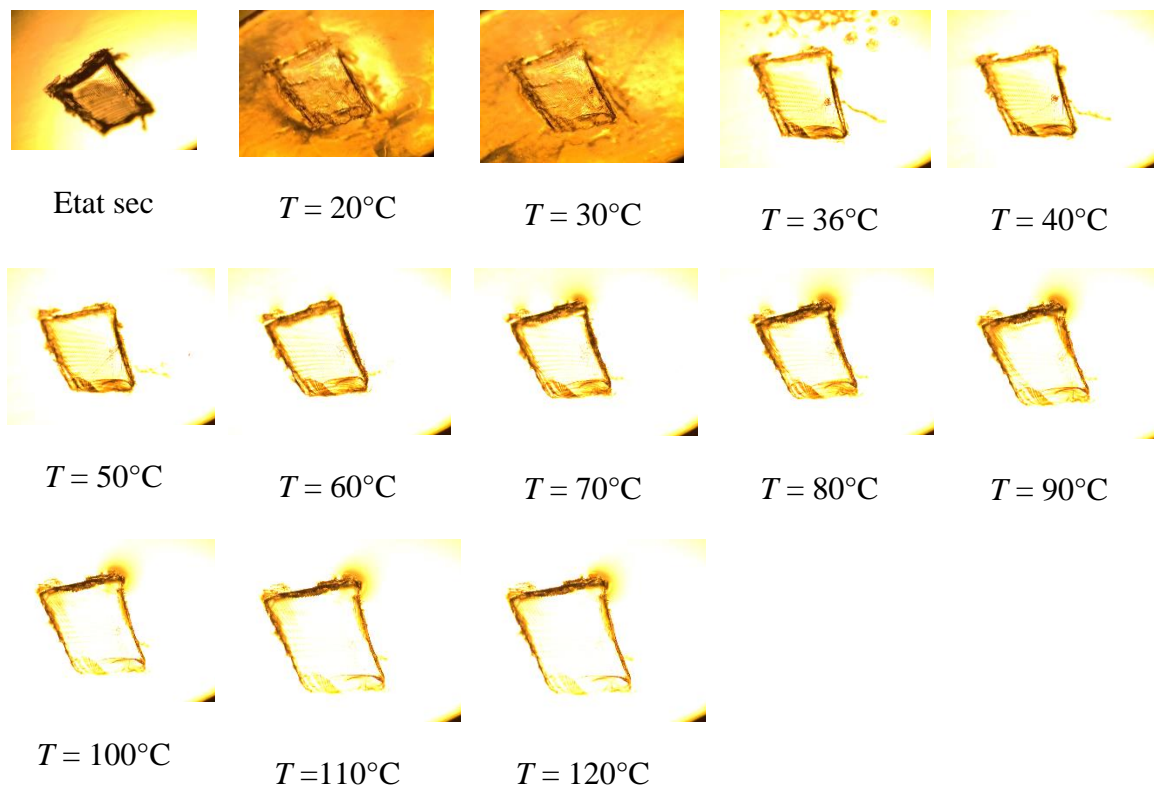 Etat sec
T = 20°C
T = 30°C
T = 36°C
T = 40°C
T = 50°C
T = 60°C
T = 70°C
T = 80°C
T = 90°C
T = 100°C
T =110°C
T = 120°C